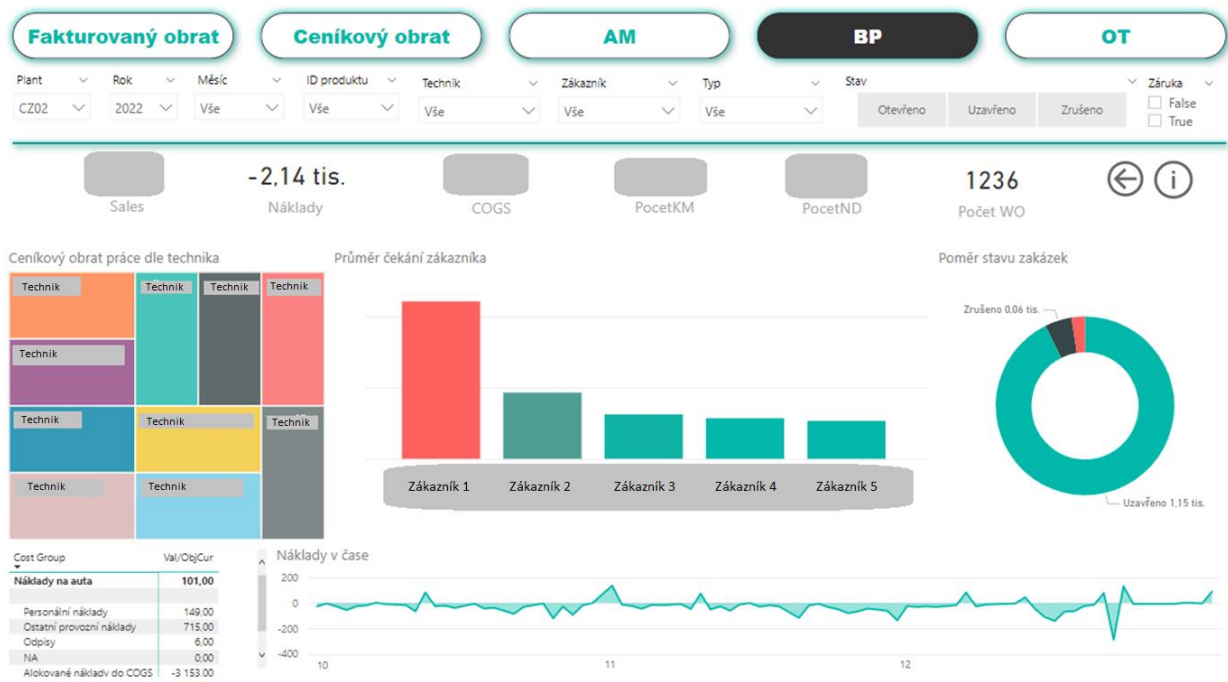 Fakturovaný obrat
Ceníkový obrat
AM
BP
OT
Plant
Rok
Měsíc
ID produktu
Technik
Zákazník
Typ
Stav
Záruka
CZ02
2022
Vše
Vše
Vše
Vše
Vše
Otevřeno
Uzavřeno
Zrušeno
False
True
-2,14 tis.
1236
Sales
Náklady
COGS
PocetKM
PocetND
Počet WO
Ceníkový obrat práce dle technika
Technik
Technik
Technik
Technik
Technik
Technik
Technik
Technik
Technik
Technik
Průměr čekání zákazníka
Zákazník 1
Zákazník 2
Zákazník 3
Zákazník 4
Zákazník 5
Poměr stavu zakázek
Zrušeno 0,06 tis.
Uzavřeno 1,15 tis.
Cost Group Val/ObjCur
Náklady na auta 101,00
Personální náklady 149,00
Ostatní provozní náklady 715,00
Odpisy 6,00
NA 0,00
Alokované náklady do COGS -3 153,00
Náklady v čase
200
0
-200
-400
10
11
12